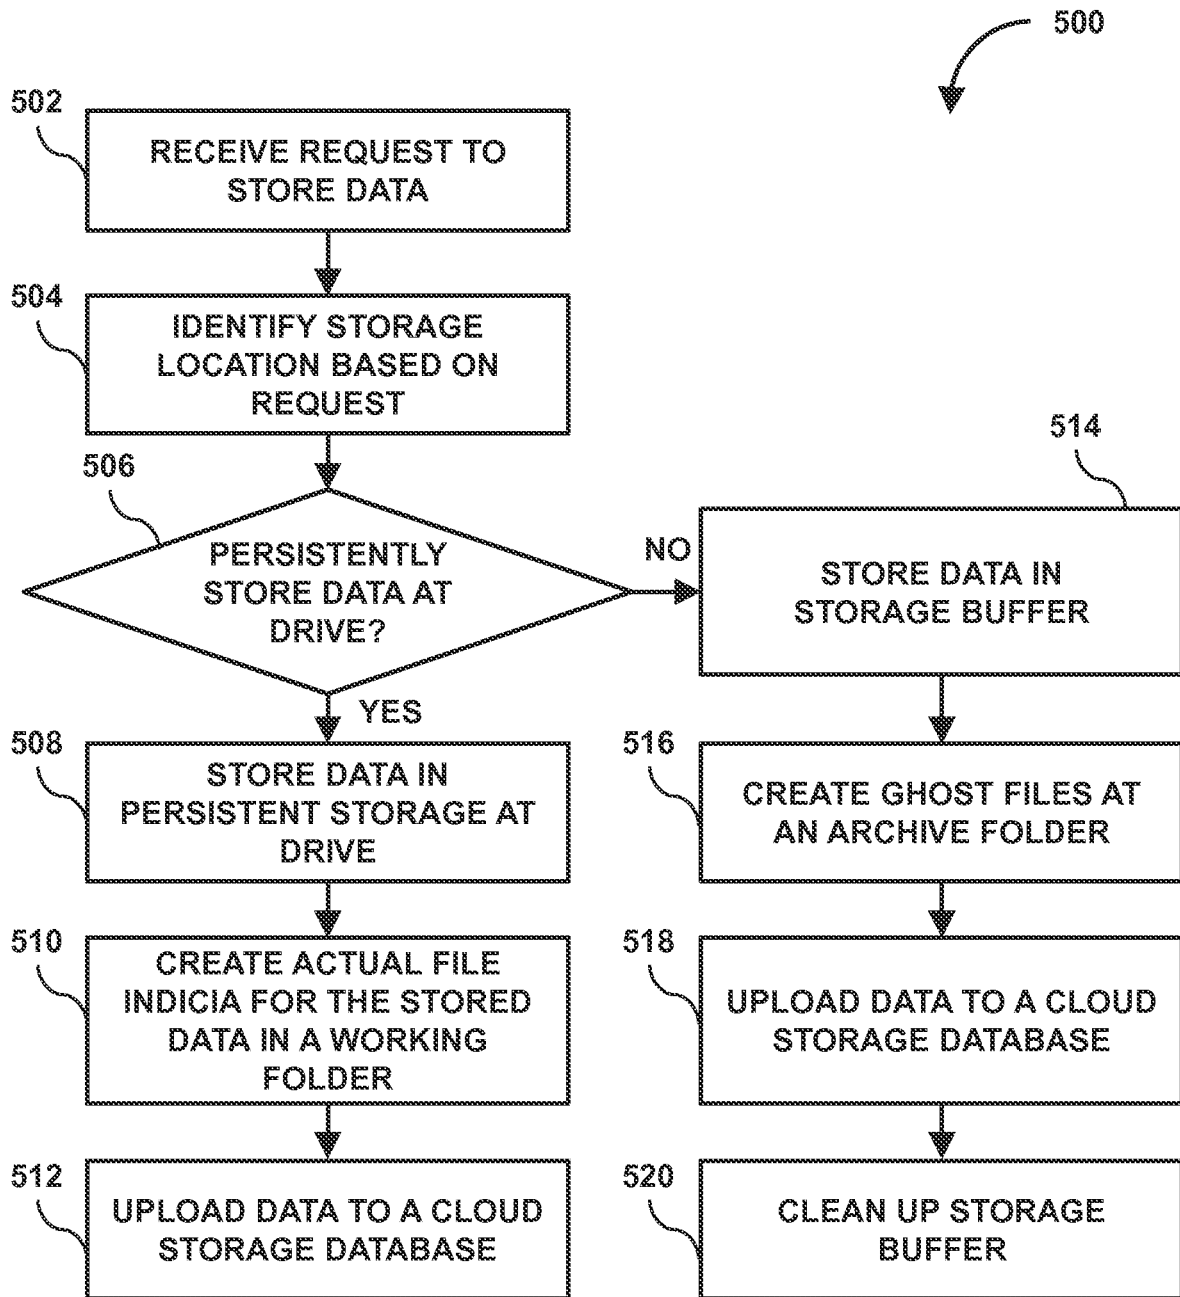 500
502
RECEIVE REQUEST TO
STORE DATA
504
IDENTIFY STORAGE
LOCATION BASED ON
REQUEST
506
PERSISTENTLY
STORE DATA AT
DRIVE?
NO
YES
508
STORE DATA IN
PERSISTENT STORAGE AT
DRIVE
510
CREATE ACTUAL FILE
INDICIA FOR THE STORED
DATA IN A WORKING
FOLDER
512
UPLOAD DATA TO A CLOUD
STORAGE DATABASE
514
STORE DATA IN
STORAGE BUFFER
516
CREATE GHOST FILES AT
AN ARCHIVE FOLDER
518
UPLOAD DATA TO A CLOUD
STORAGE DATABASE
520
CLEAN UP STORAGE
BUFFER